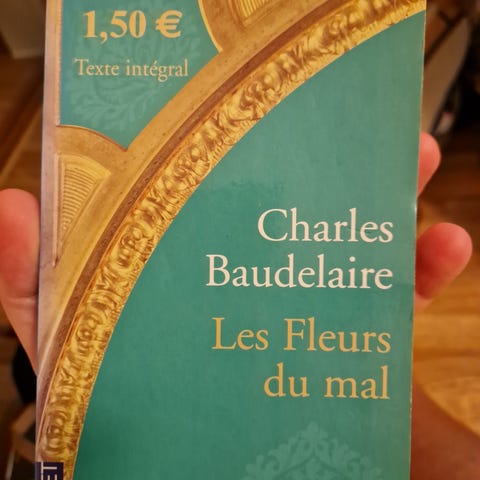 1,50 €
Texte intégral
Charles
Baudelaire
Les Fleurs
du mal